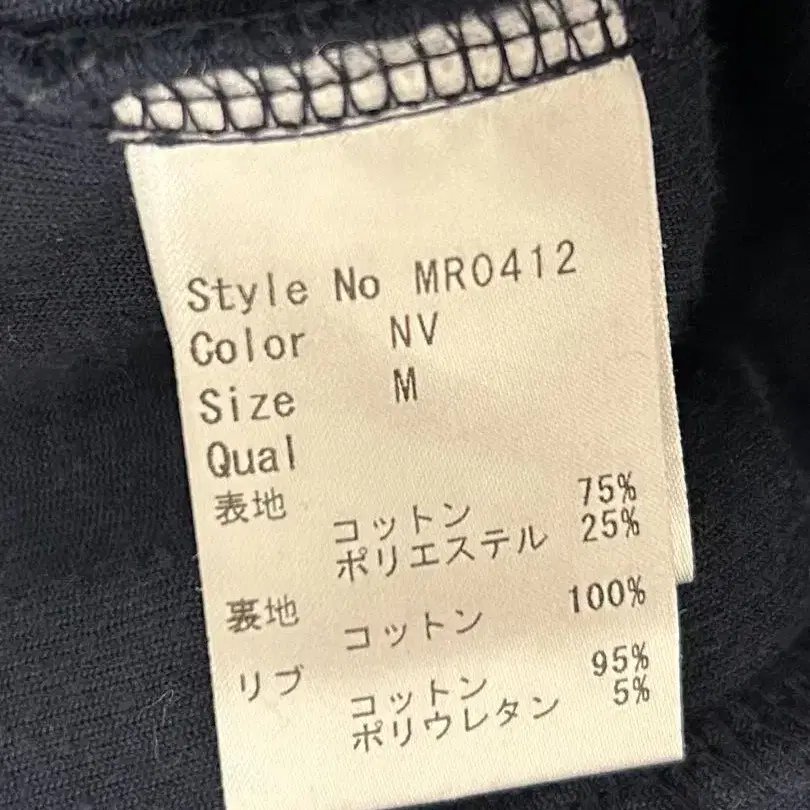 Style No MR0412
Color NV
Size M
Qual
表地
コットン 75%
ポリエステル 25%
裏地
コットン 100%
リブ
コットン 95%
ポリウレタン 5%